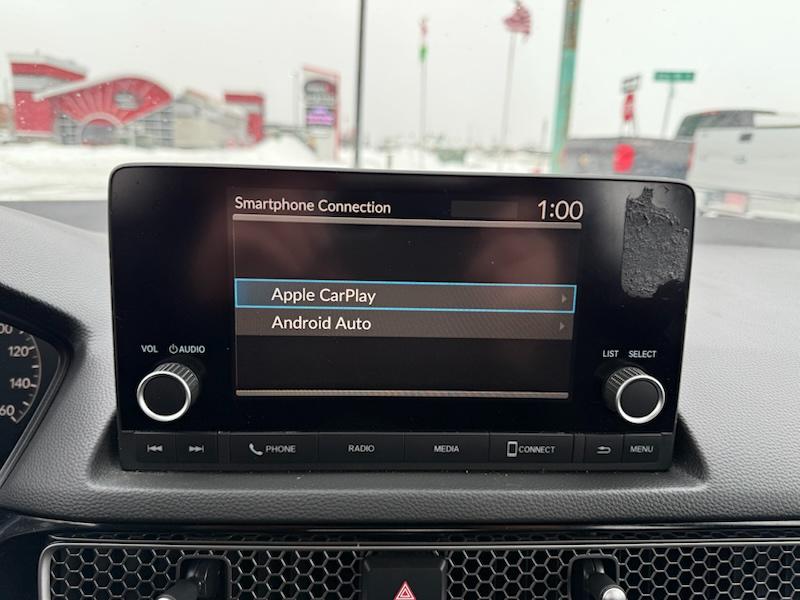 Smartphone Connection 1:00
Apple CarPlay
Android Auto
VOL AUDIO
LIST SELECT
PHONE RADIO MEDIA CONNECT MENU
120
140